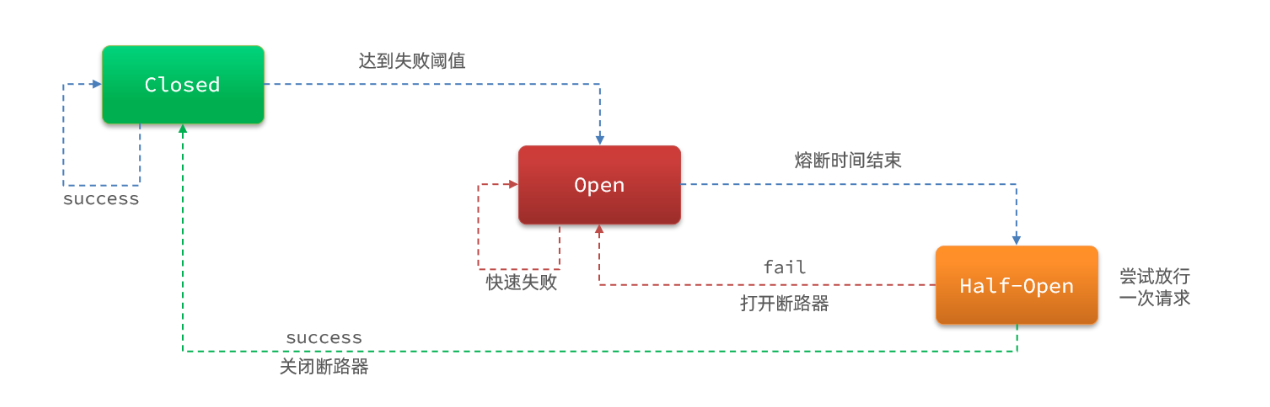 达到失败阈值
Closed
熔断时间结束
Open
success
fail
快速失败
打开断路器
Half-Open
尝试放行
一次请求
success
关闭断路器